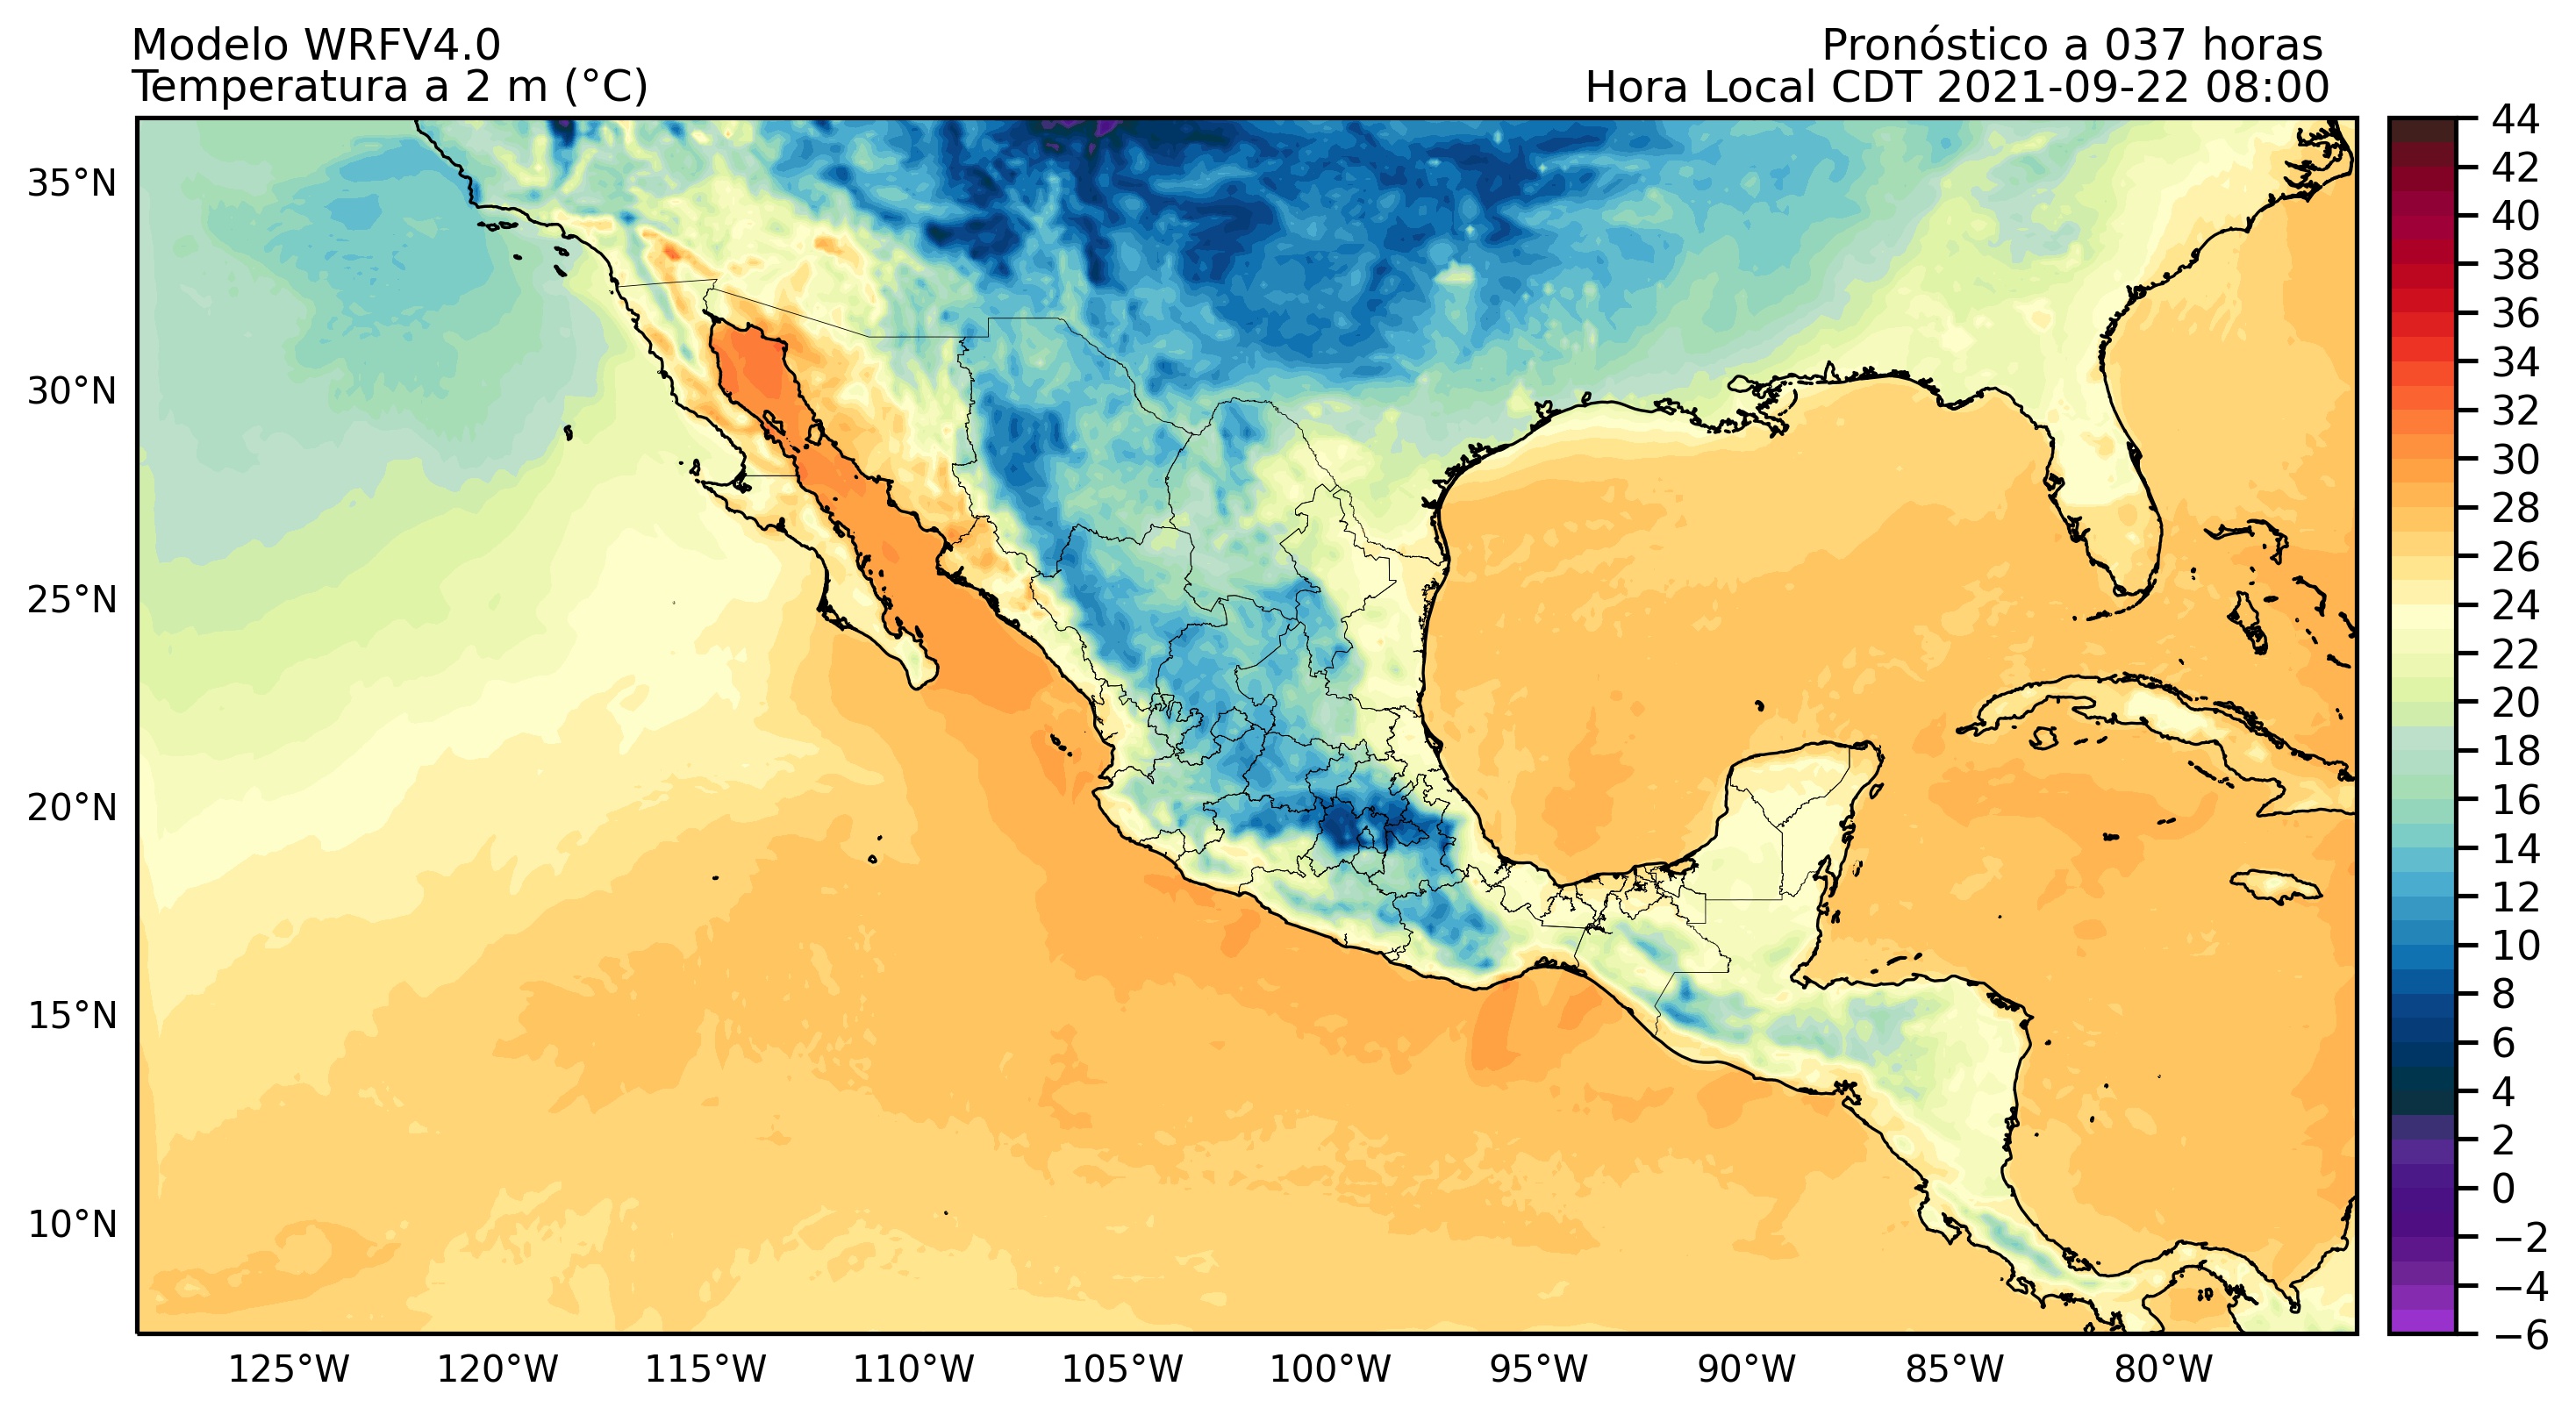 Modelo WRFV4.0
Temperatura a 2 m (°C)
Pronóstico a 037 horas
Hora Local CDT 2021-09-22 08:00
35°N
30°N
25°N
20°N
15°N
10°N
125°W
120°W
115°W
110°W
105°W
100°W
95°W
90°W
85°W
80°W
44
42
40
38
36
34
32
30
28
26
24
22
20
18
16
14
12
10
8
6
4
2
0
−2
−4
−6